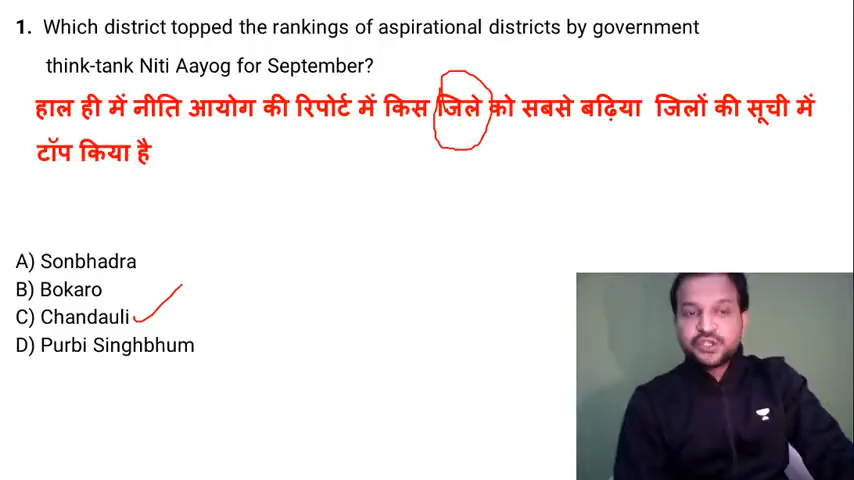 1. Which district topped the rankings of aspirational districts by government
think-tank Niti Aayog for September?
हाल ही में नीति आयोग की रिपोर्ट में किस जिले को सबसे बढ़िया जिलों की सूची में
टॉप किया है
A) Sonbhadra
B) Bokaro
C) Chandauli
D) Purbi Singhbhum